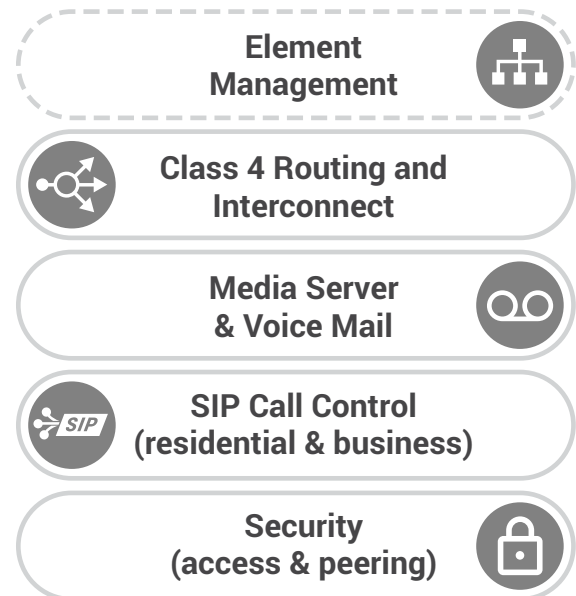 Element
Management
Class 4 Routing and
Interconnect
Media Server
& Voice Mail
SIP
SIP Call Control
(residential & business)
Security
(access & peering)